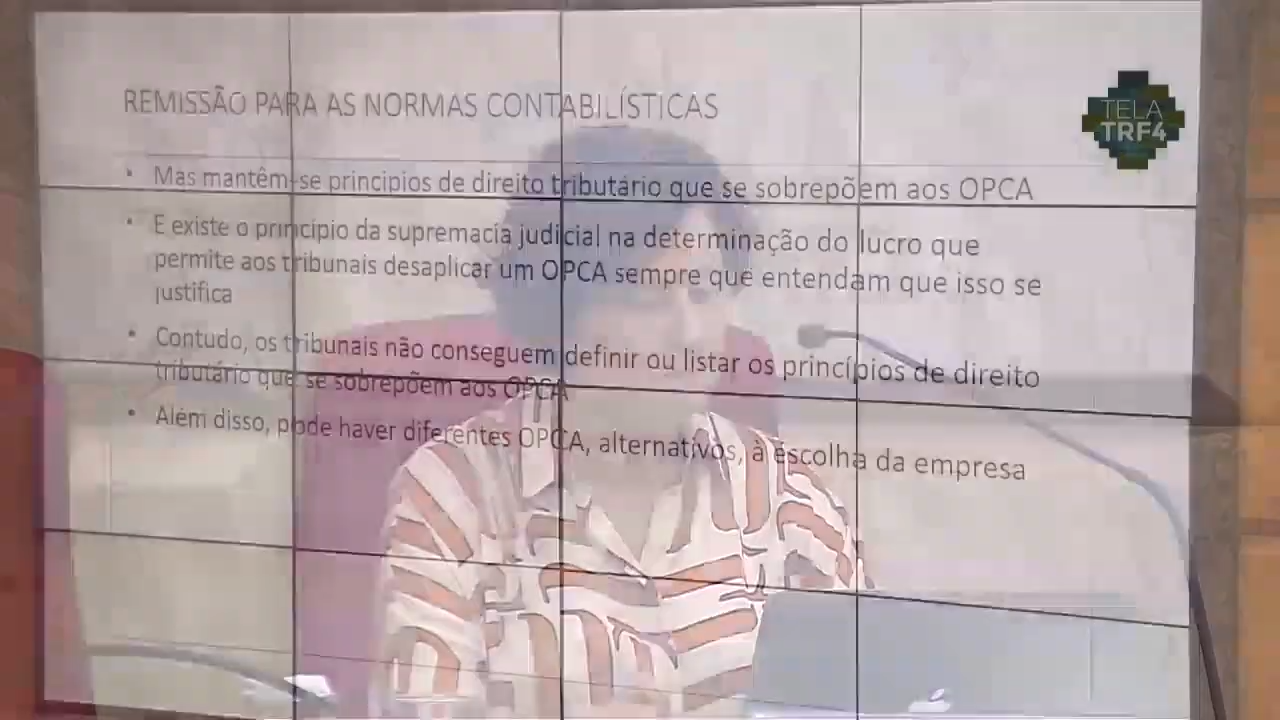 REMISSÃO PARA AS NORMAS CONTABILÍSTICAS
TELA
TRF4
• Mas mantêm-se principios de direito tributário que se sobrepõem aos OPCA
• E existe o principio da supremacia judicial na determinação do lucro que
permite aos tribunais desaplicar um OPCA sempre que entendam que isso se
justifica
• Contudo, os tribunais não conseguem definir ou listar os princípios de direito
tributário que se sobrepõem aos OPCA
• Além disso, pode haver diferentes OPCA, alternativos, à escolha da empresa